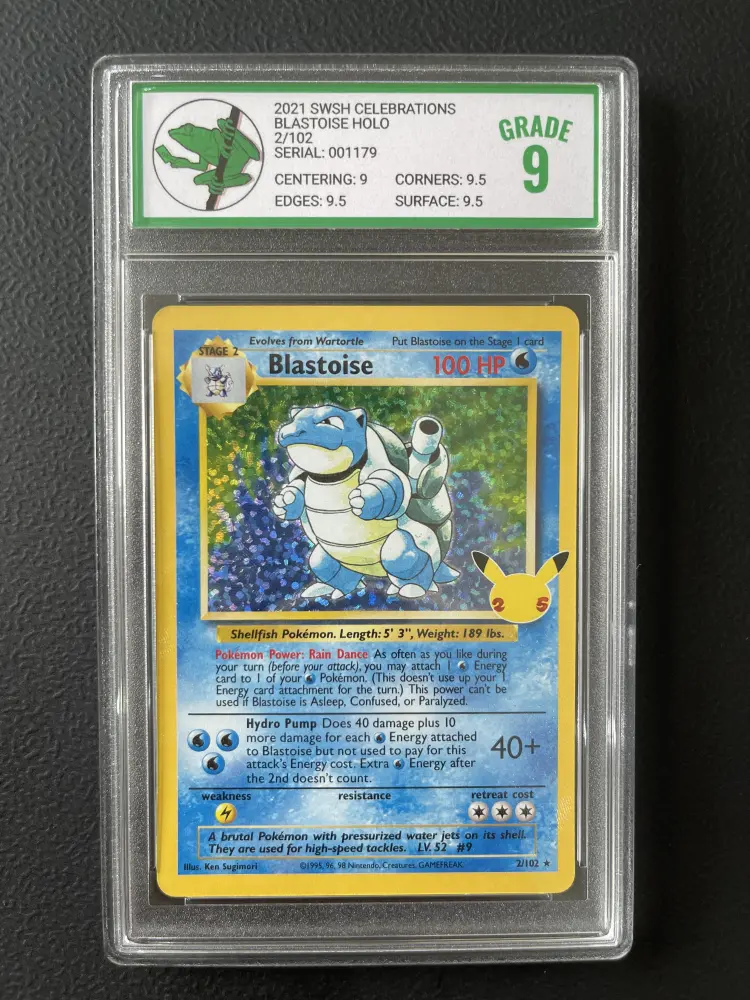 2021 SWSH CELEBRATIONS
BLASTOISE HOLO
2/102
SERIAL: 001179
CENTERING: 9 CORNERS: 9.5
EDGES: 9.5 SURFACE: 9.5
GRADE
9
Evolves from Wartortle Put Blastoise on the Stage 1 card
STAGE 2
Blastoise 100 HP
25
Shellfish Pokémon. Length: 5' 3", Weight: 189 lbs.
Pokémon Power: Rain Dance As often as you like during
your turn (before your attack), you may attach 1 Energy
card to 1 of your Pokémon. (This doesn't use up your 1
Energy card attachment for the turn.) This power can't be
used if Blastoise is Asleep, Confused, or Paralyzed.
Hydro Pump Does 40 damage plus 10
more damage for each Energy attached
to Blastoise but not used to pay for this
attack's Energy cost. Extra Energy after
the 2nd doesn't count.
40+
weakness resistance retreat cost
A brutal Pokémon with pressurized water jets on its shell.
They are used for high-speed tackles. LV. 52 #9
Illus. Ken Sugimori ©1995, 96, 98 Nintendo, Creatures, GAMEFREAK. 2/102 ★